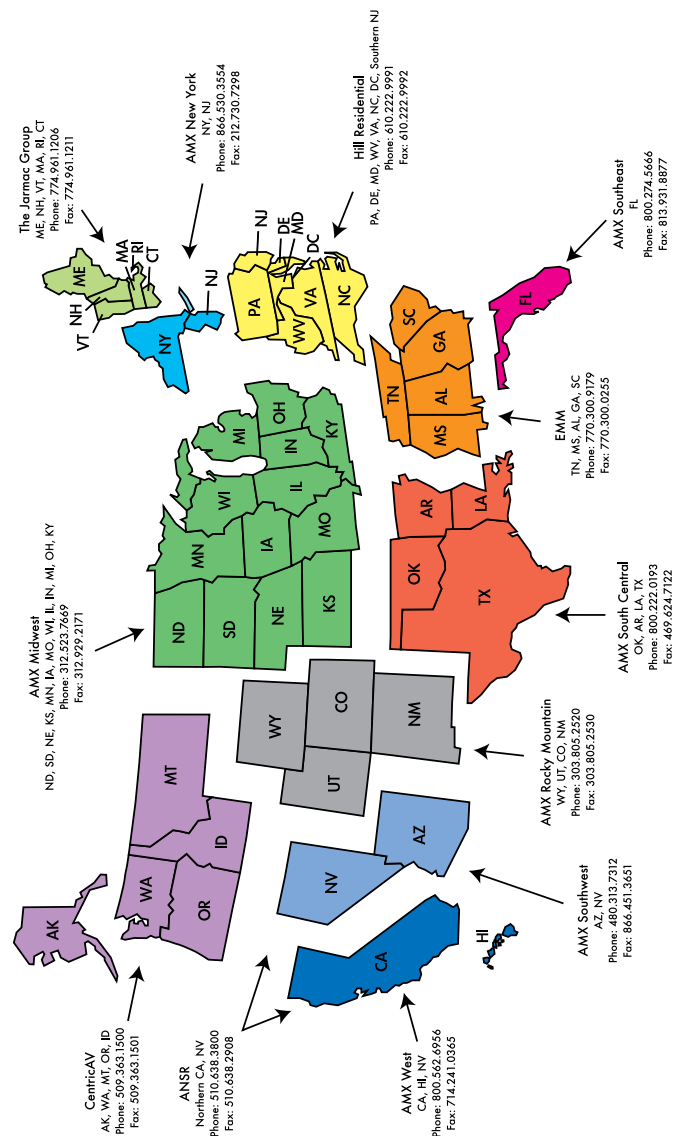 CentricAV
AK, WA, MT, OR, ID
Phone: 509.363.1500
Fax: 509.363.1501
ANSR
Northern CA, NV
Phone: 510.638.3800
Fax: 510.638.2908
AMX West
CA, HI, NV
Phone: 800.562.6956
Fax: 714.241.0365
AMX Southwest
AZ, NV
Phone: 480.313.7312
Fax: 866.451.3651
AMX Rocky Mountain
WY, UT, CO, NM
Phone: 303.805.2520
Fax: 303.805.2530
AMX Midwest
ND, SD, NE, KS, MN, IA, MO, WI, IL, IN, MI, OH, KY
Phone: 312.523.7669
Fax: 312.929.2171
AMX South Central
OK, AR, LA, TX
Phone: 800.222.0193
Fax: 469.624.7122
EMM
TN, MS, AL, GA, SC
Phone: 770.300.9179
Fax: 770.300.0255
AMX Southeast
FL
Phone: 800.274.5666
Fax: 813.931.8877
The Jarmac Group
ME, NH, VT, MA, RI, CT
Phone: 774.961.1206
Fax: 774.961.1211
AMX New York
NY, NJ
Phone: 866.530.3554
Fax: 212.730.7298
Hill Residential
PA, DE, MD, WV, VA, NC, DC, Southern NJ
Phone: 610.222.9991
Fax: 610.222.9992
AK
WA
OR
MT
ID
NV
CA
HI
AZ
WY
UT
CO
NM
ND
SD
NE
KS
MN
IA
MO
WI
IL
MI
IN
OH
KY
OK
TX
AR
LA
TN
MS
AL
GA
SC
FL
VT
NH
ME
MA
RI
CT
NY
NJ
PA
NJ
DE
MD
DC
WV
VA
NC